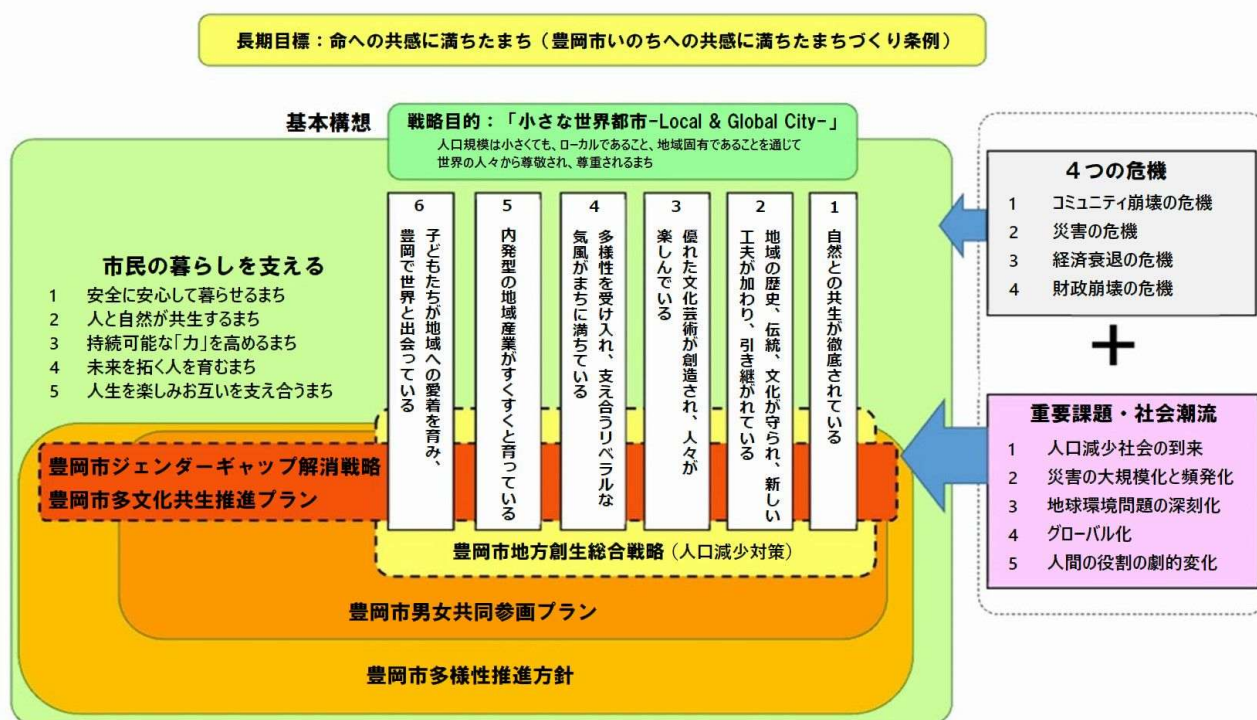 長期目標：命への共感に満ちたまち（豊岡市いのちへの共感に満ちたまちづくり条例）
基本構想
戦略目的：「小さな世界都市-Local & Global City-」
人口規模は小さくても、ローカルであること、地域固有であることを通じて
世界の人々から尊敬され、尊重されるまち
市民の暮らしを支える
1 安全に安心して暮らせるまち
2 人と自然が共生するまち
3 持続可能な「力」を高めるまち
4 未来を拓く人を育むまち
5 人生を楽しみお互いを支え合うまち
1
自然との共生が徹底されている
2
地域の歴史、伝統、文化が守られ、新しい
工夫が加わり、引き継がれている
3
優れた文化芸術が創造され、人々が
楽しんでいる
4
多様性を受け入れ、支え合うリベラルな
気風がまちに満ちている
5
内発型の地域産業がすくすくと育っている
6
子どもたちが地域への愛着を育み、
豊岡で世界と出会っている
豊岡市ジェンダーギャップ解消戦略
豊岡市多文化共生推進プラン
豊岡市地方創生総合戦略（人口減少対策）
豊岡市男女共同参画プラン
豊岡市多様性推進方針
４つの危機
1 コミュニティ崩壊の危機
2 災害の危機
3 経済衰退の危機
4 財政崩壊の危機
+
重要課題・社会潮流
1 人口減少社会の到来
2 災害の大規模化と頻発化
3 地球環境問題の深刻化
4 グローバル化
5 人間の役割の劇的変化